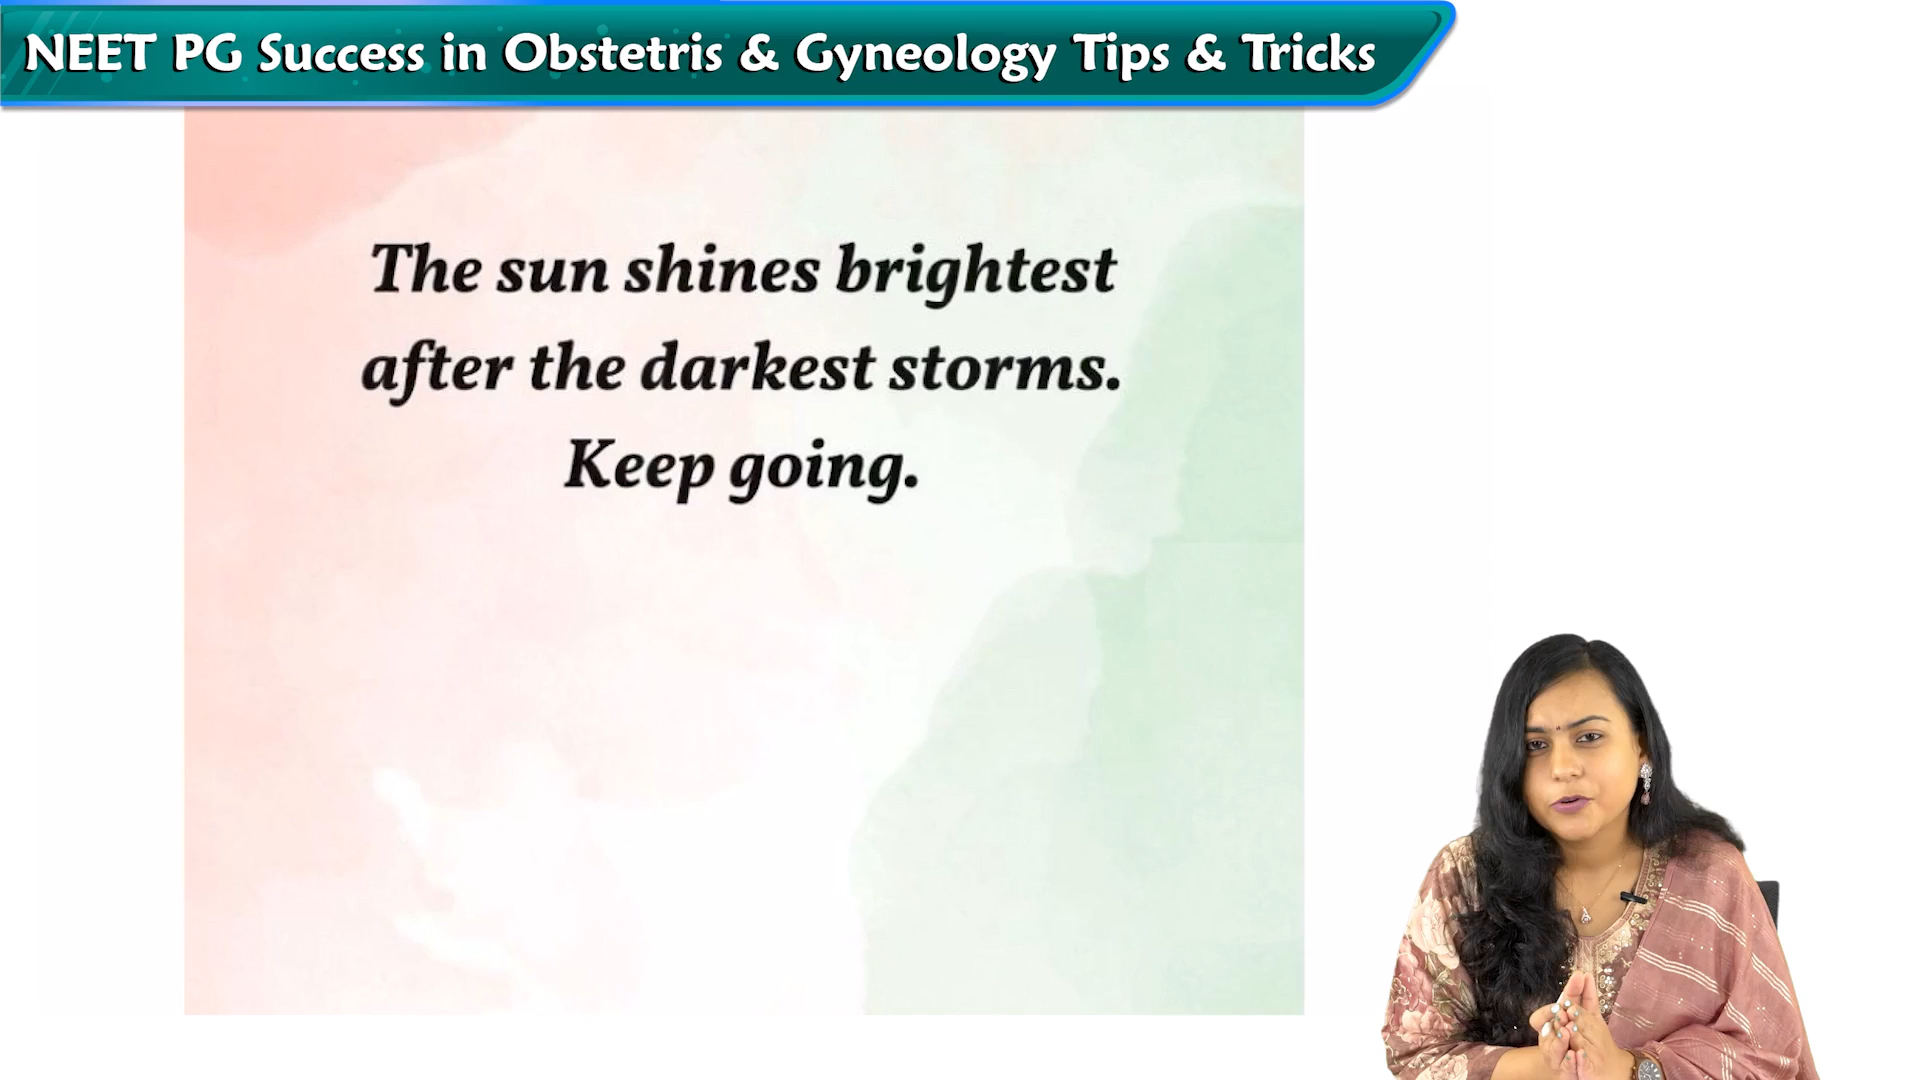 NEET PG Success in Obstetris & Gyneology Tips & Tricks
The sun shines brightest
after the darkest storms.
Keep going.